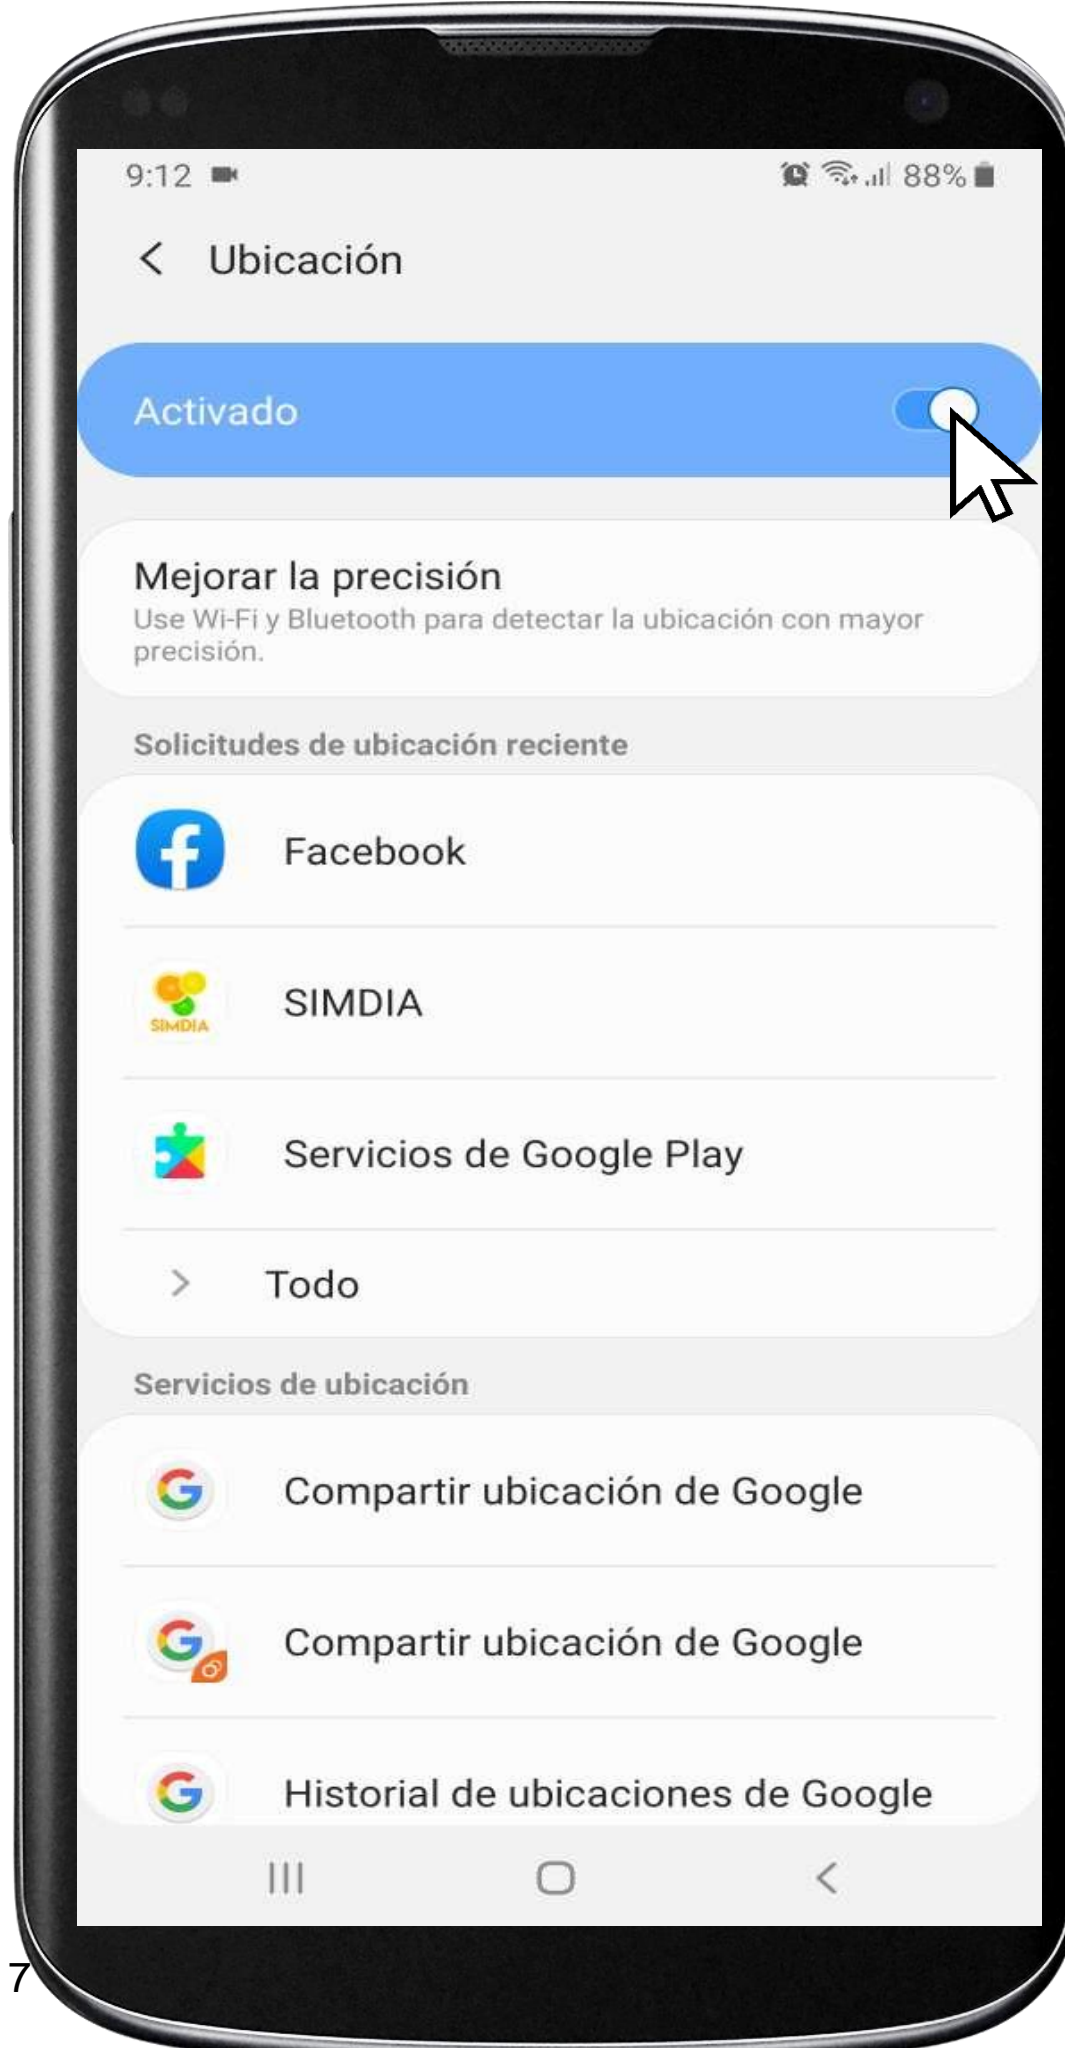 9:12
88%
Ubicación
Activado
Mejorar la precisión
Use Wi-Fi y Bluetooth para detectar la ubicación con mayor
precisión.
Solicitudes de ubicación reciente
Facebook
SIMDIA
SIMDIA
Servicios de Google Play
Todo
Servicios de ubicación
Compartir ubicación de Google
Compartir ubicación de Google
Historial de ubicaciones de Google
7